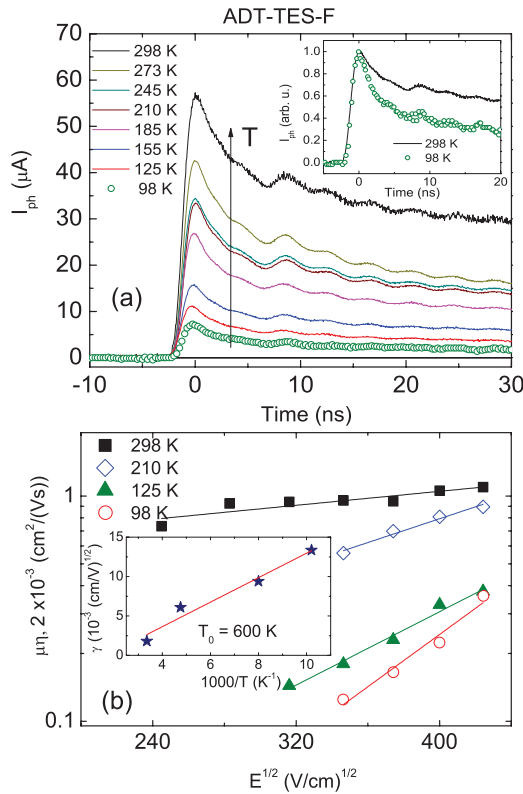 ADT-TES-F
70
60
50
40
30
20
10
0
I_ph (μA)
298 K
273 K
245 K
210 K
185 K
155 K
125 K
98 K
T
(a)
-10 0 10 20 30
Time (ns)
1.0
0.8
0.6
0.4
0.2
0.0
I_ph (arb. u.)
298 K
98 K
0 5 10 15 20
Time (ns)
298 K
210 K
125 K
98 K
1
0.1
μη, 2 x10⁻³ (cm²/(Vs))
15
10
5
0
γ (10⁻³ (cm/V)^1/2)
T₀ = 600 K
4 6 8 10
1000/T (K⁻¹)
(b)
240 320 400
E^1/2 (V/cm)^1/2